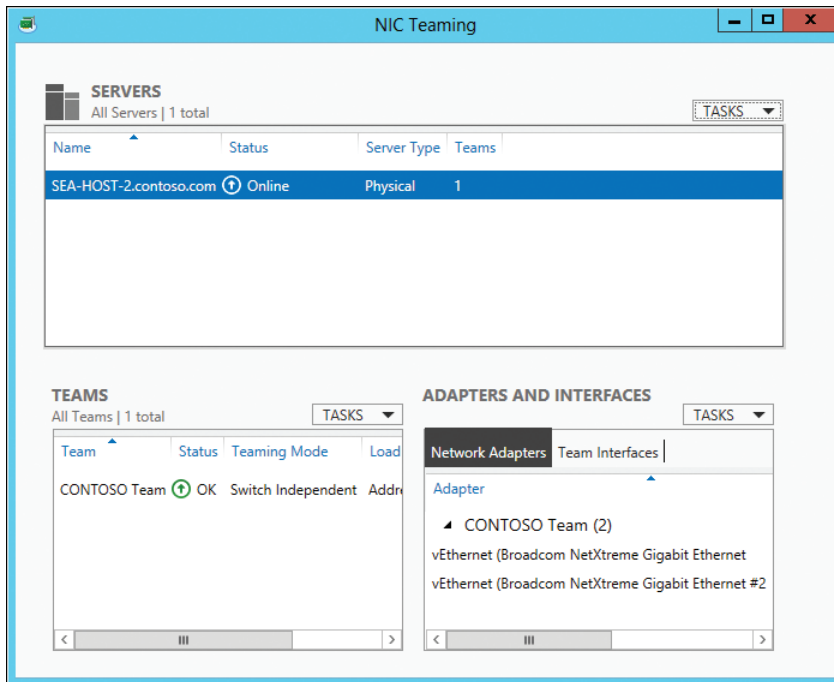 NIC Teaming
SERVERS
All Servers | 1 total
TASKS
Name Status Server Type Teams
SEA-HOST-2.contoso.com Online Physical 1
TEAMS
All Teams | 1 total
TASKS
Team Status Teaming Mode Load
CONTOSO Team OK Switch Independent Addre
ADAPTERS AND INTERFACES
TASKS
Network Adapters Team Interfaces
Adapter
CONTOSO Team (2)
vEthernet (Broadcom NetXtreme Gigabit Ethernet
vEthernet (Broadcom NetXtreme Gigabit Ethernet #2